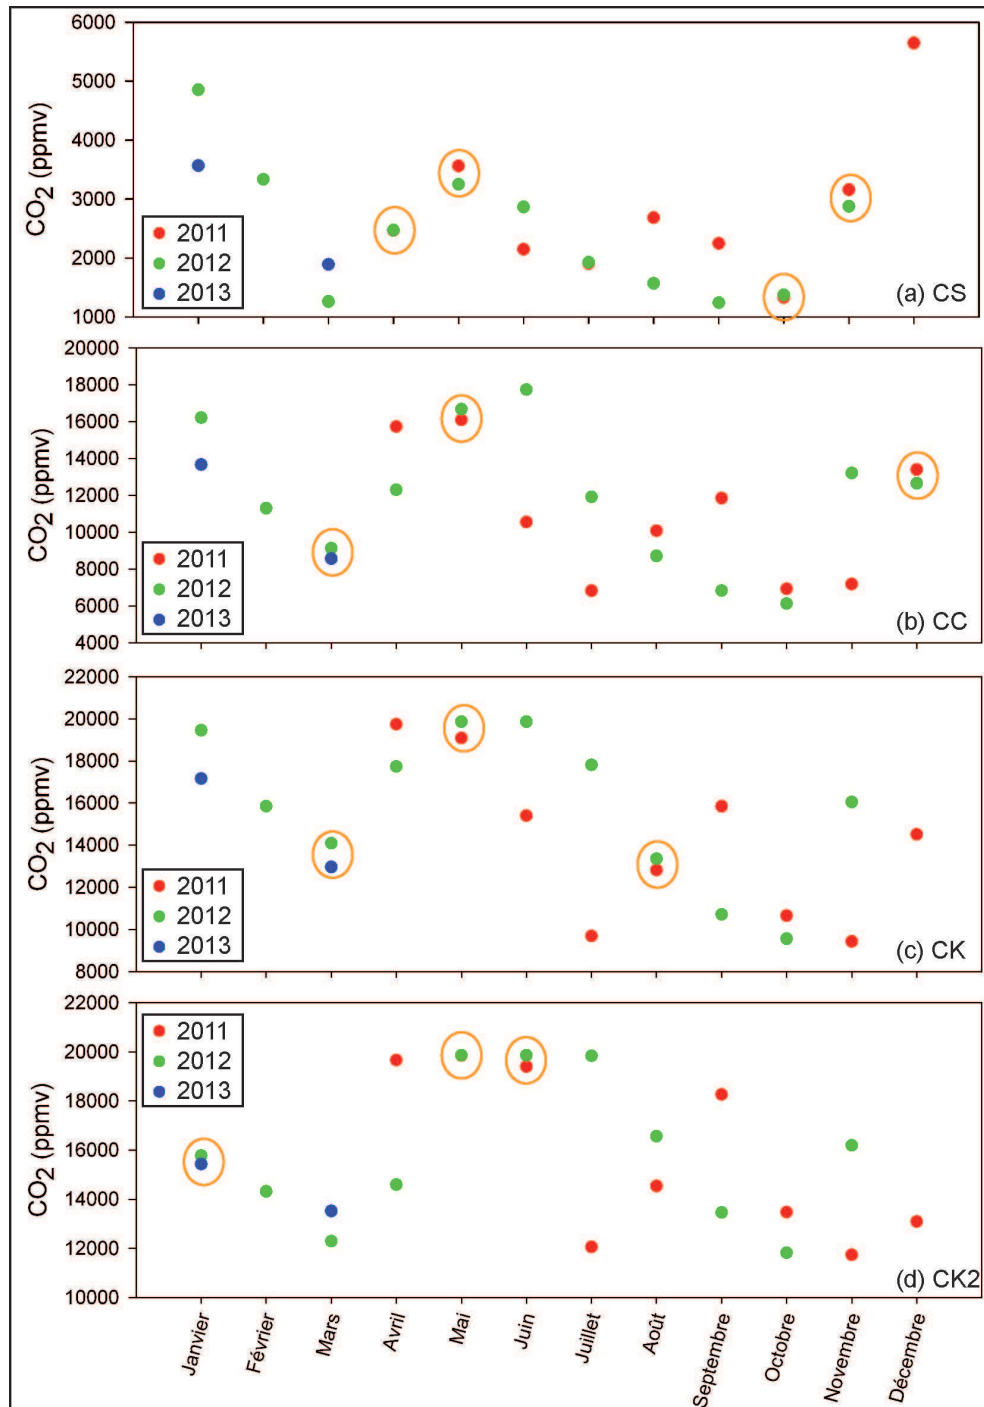 6000
5000
4000
3000
2000
1000
CO2 (ppmv)
2011
2012
2013
(a) CS
20000
18000
16000
14000
12000
10000
8000
6000
4000
CO2 (ppmv)
2011
2012
2013
(b) CC
22000
20000
18000
16000
14000
12000
10000
8000
CO2 (ppmv)
2011
2012
2013
(c) CK
22000
20000
18000
16000
14000
12000
10000
CO2 (ppmv)
2011
2012
2013
(d) CK2
Janvier
Février
Mars
Avril
Mai
Juin
Juillet
Août
Septembre
Octobre
Novembre
Décembre